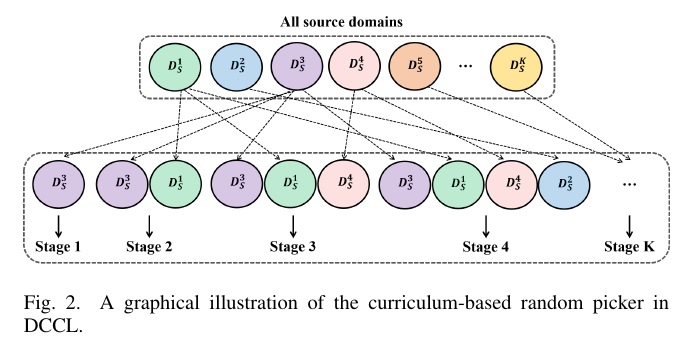 All source domains
D_S^1 D_S^2 D_S^3 D_S^4 D_S^5 ... D_S^K
D_S^3 D_S^3 D_S^1 D_S^3 D_S^1 D_S^4 D_S^3 D_S^1 D_S^4 D_S^2 ...
Stage 1 Stage 2 Stage 3 Stage 4 Stage K
Fig. 2. A graphical illustration of the curriculum-based random picker in
DCCL.